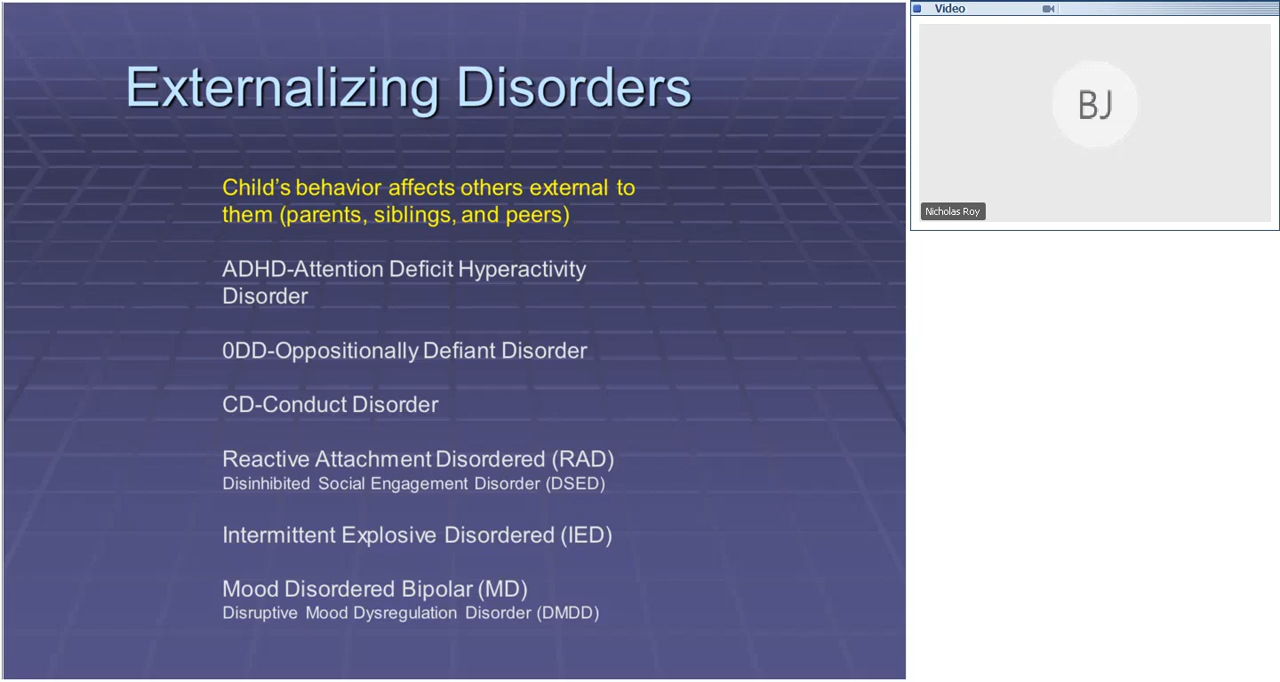 Externalizing Disorders
Child's behavior affects others external to
them (parents, siblings, and peers)
ADHD-Attention Deficit Hyperactivity
Disorder
0DD-Oppositionally Defiant Disorder
CD-Conduct Disorder
Reactive Attachment Disordered (RAD)
Disinhibited Social Engagement Disorder (DSED)
Intermittent Explosive Disordered (IED)
Mood Disordered Bipolar (MD)
Disruptive Mood Dysregulation Disorder (DMDD)
Video
BJ
Nicholas Roy